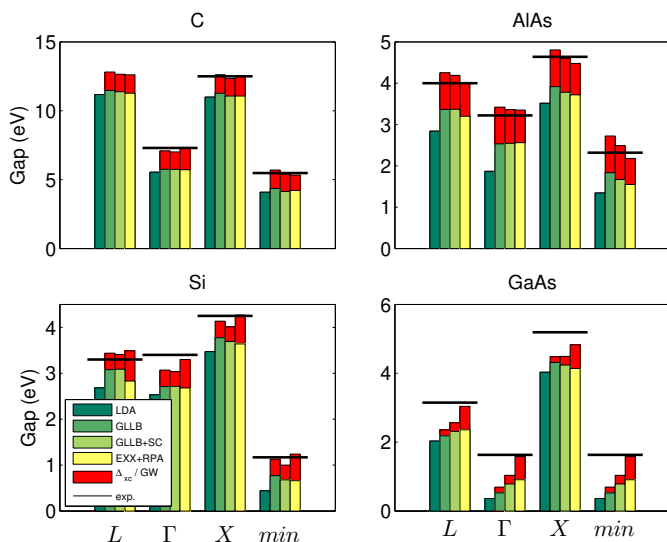 C
AlAs
15
10
5
0
Gap (eV)
5
4
3
2
1
0
Si
GaAs
4
3
2
1
0
Gap (eV)
LDA
GLLB
GLLB+SC
EXX+RPA
Δxc / GW
exp.
6
4
2
0
L Γ X min
L Γ X min